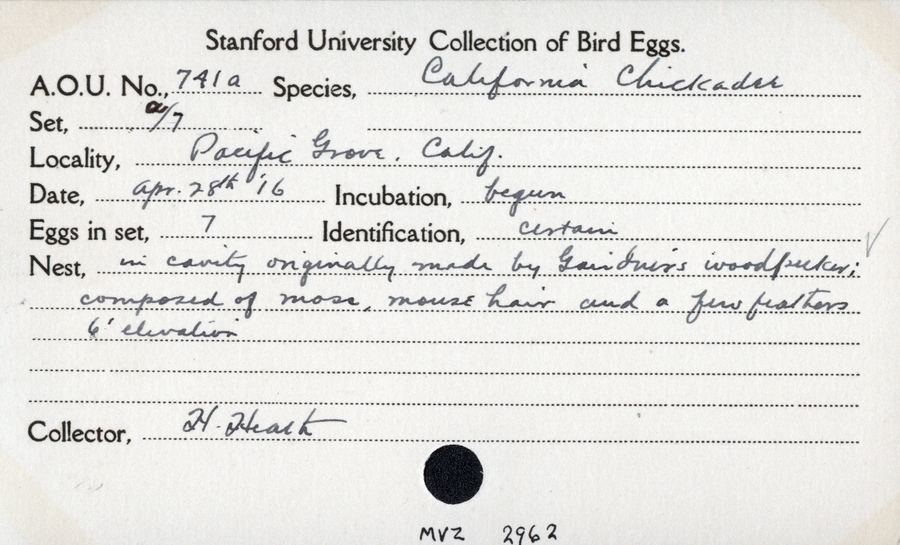 Stanford University Collection of Bird Eggs.
A.O.U. No., 741a Species, California Chickadee
Set, a/7
Locality, Pacific Grove, Calif.
Date, Apr. 28th '16 Incubation, begun
Eggs in set, 7 Identification, certain
Nest, in cavity originally made by Gairdner's woodpecker;
composed of moss, mouse hair and a few feathers
6' elevation
Collector, H. Heath
MVZ 2962